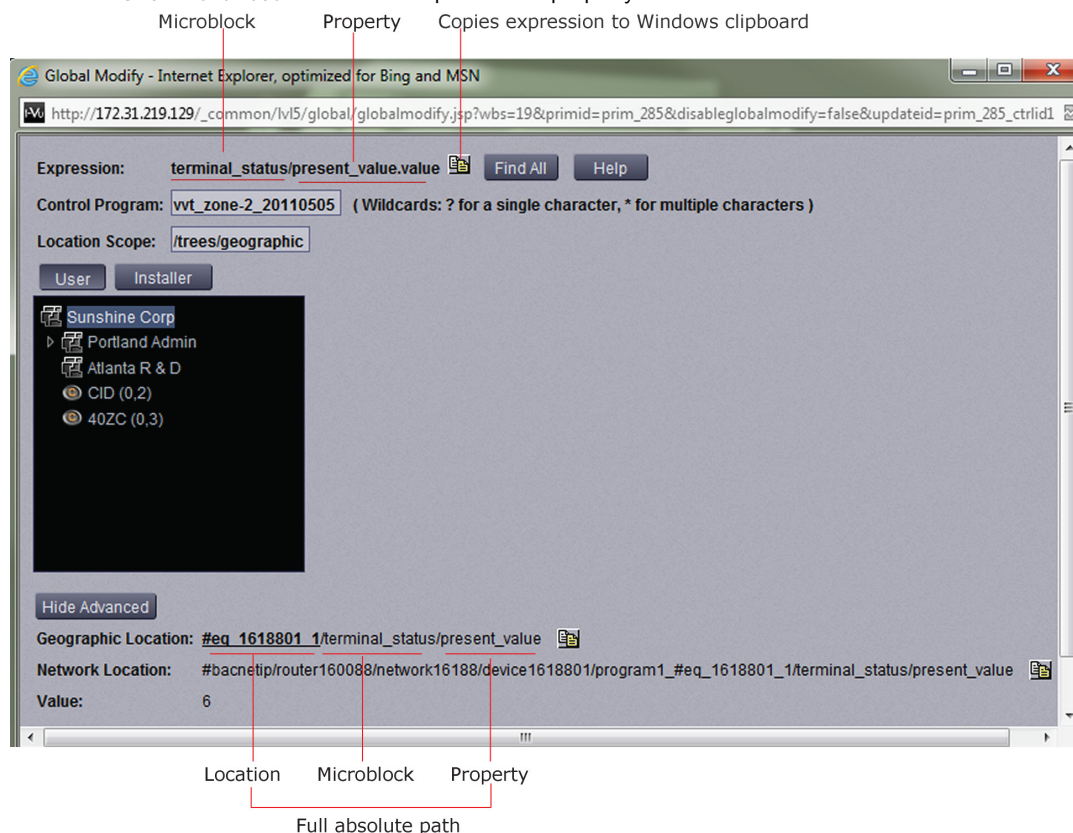 Microblock Property Copies expression to Windows clipboard
Global Modify - Internet Explorer, optimized for Bing and MSN
http://172.31.219.129/_common/lvl5/global/globalmodify.jsp?wbs=19&primid=prim_285&disableglobalmodify=false&updateid=prim_285_ctrlid1
Expression: terminal_status/present_value.value Find All Help
Control Program: vvt_zone-2_20110505 ( Wildcards: ? for a single character, * for multiple characters )
Location Scope: /trees/geographic
User Installer
Sunshine Corp
Portland Admin
Atlanta R & D
CID (0,2)
40ZC (0,3)
Hide Advanced
Geographic Location: #eq_1618801_1/terminal_status/present_value
Network Location: #bacnetip/router160088/network16188/device1618801/program1_#eq_1618801_1/terminal_status/present_value
Value: 6
Location Microblock Property
Full absolute path